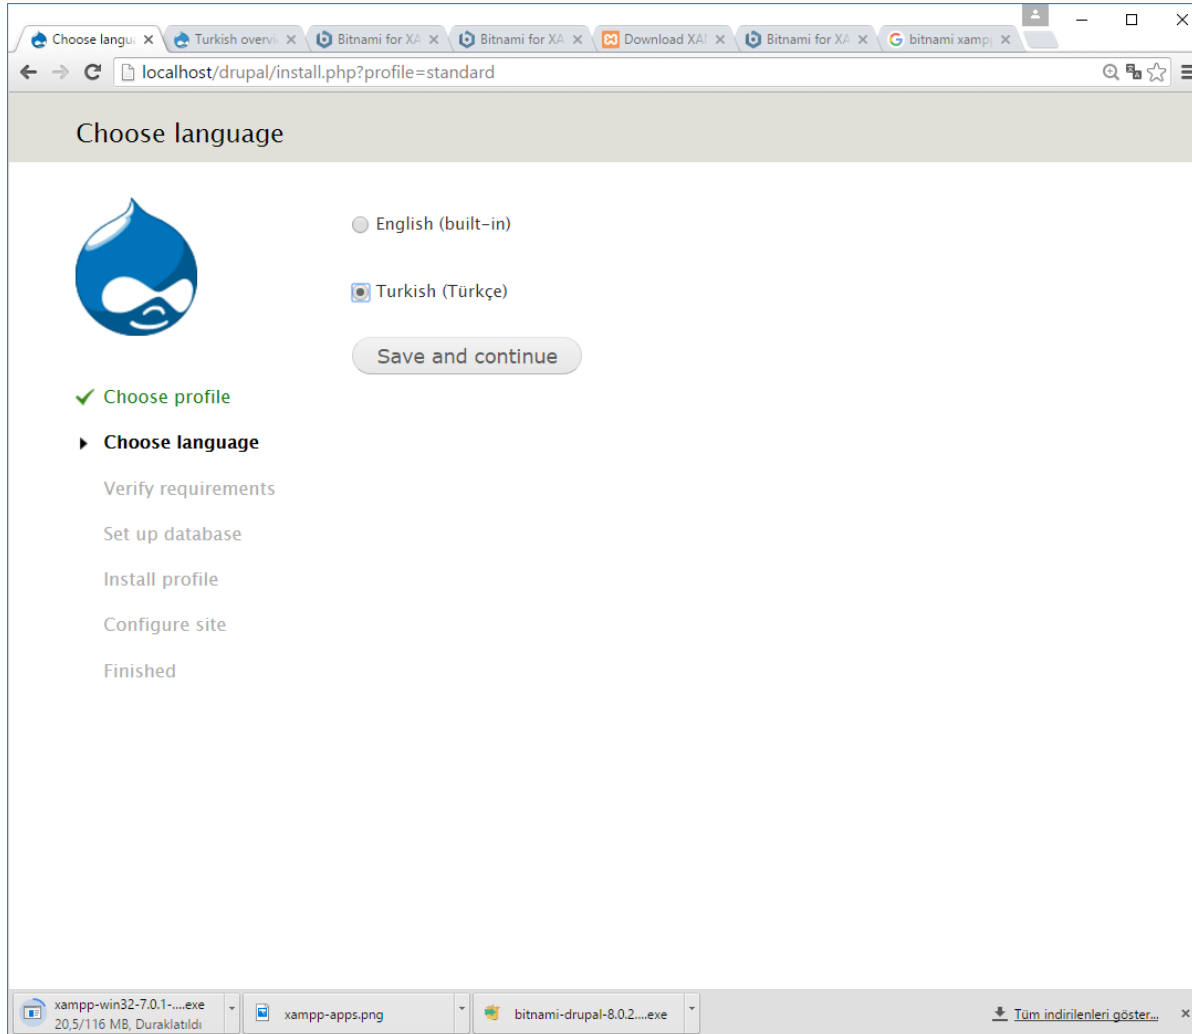 Choose langu
Turkish overvi
Bitnami for XA
Bitnami for XA
Download XA
Bitnami for XA
bitnami xamp
localhost/drupal/install.php?profile=standard
Choose language
English (built-in)
Turkish (Türkçe)
Save and continue
Choose profile
Choose language
Verify requirements
Set up database
Install profile
Configure site
Finished
xampp-win32-7.0.1-....exe
20,5/116 MB, Duraklatıldı
xampp-apps.png
bitnami-drupal-8.0.2....exe
Tüm indirilenleri göster...